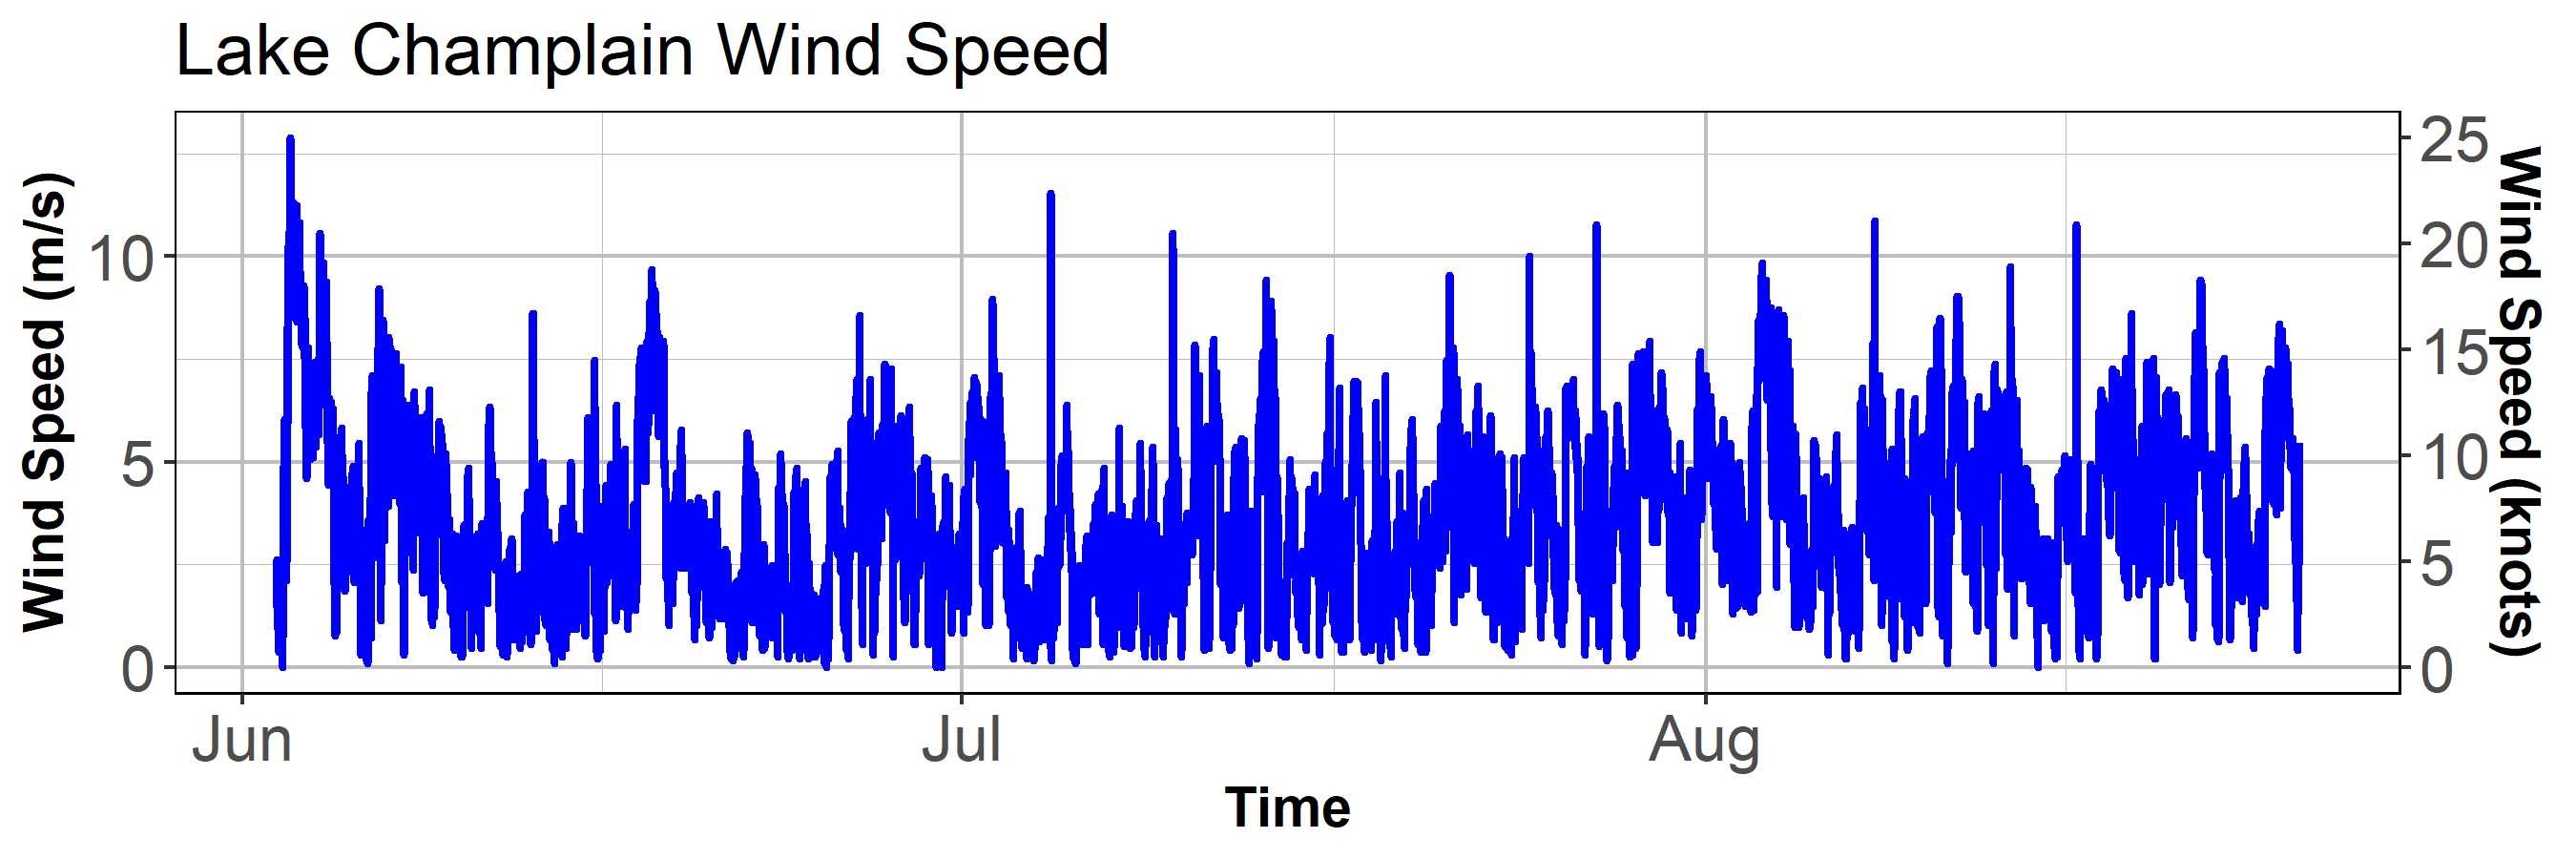 Lake Champlain Wind Speed
Wind Speed (m/s)
10
5
0
25
20
15
10
5
0
Wind Speed (knots)
Jun
Jul
Aug
Time